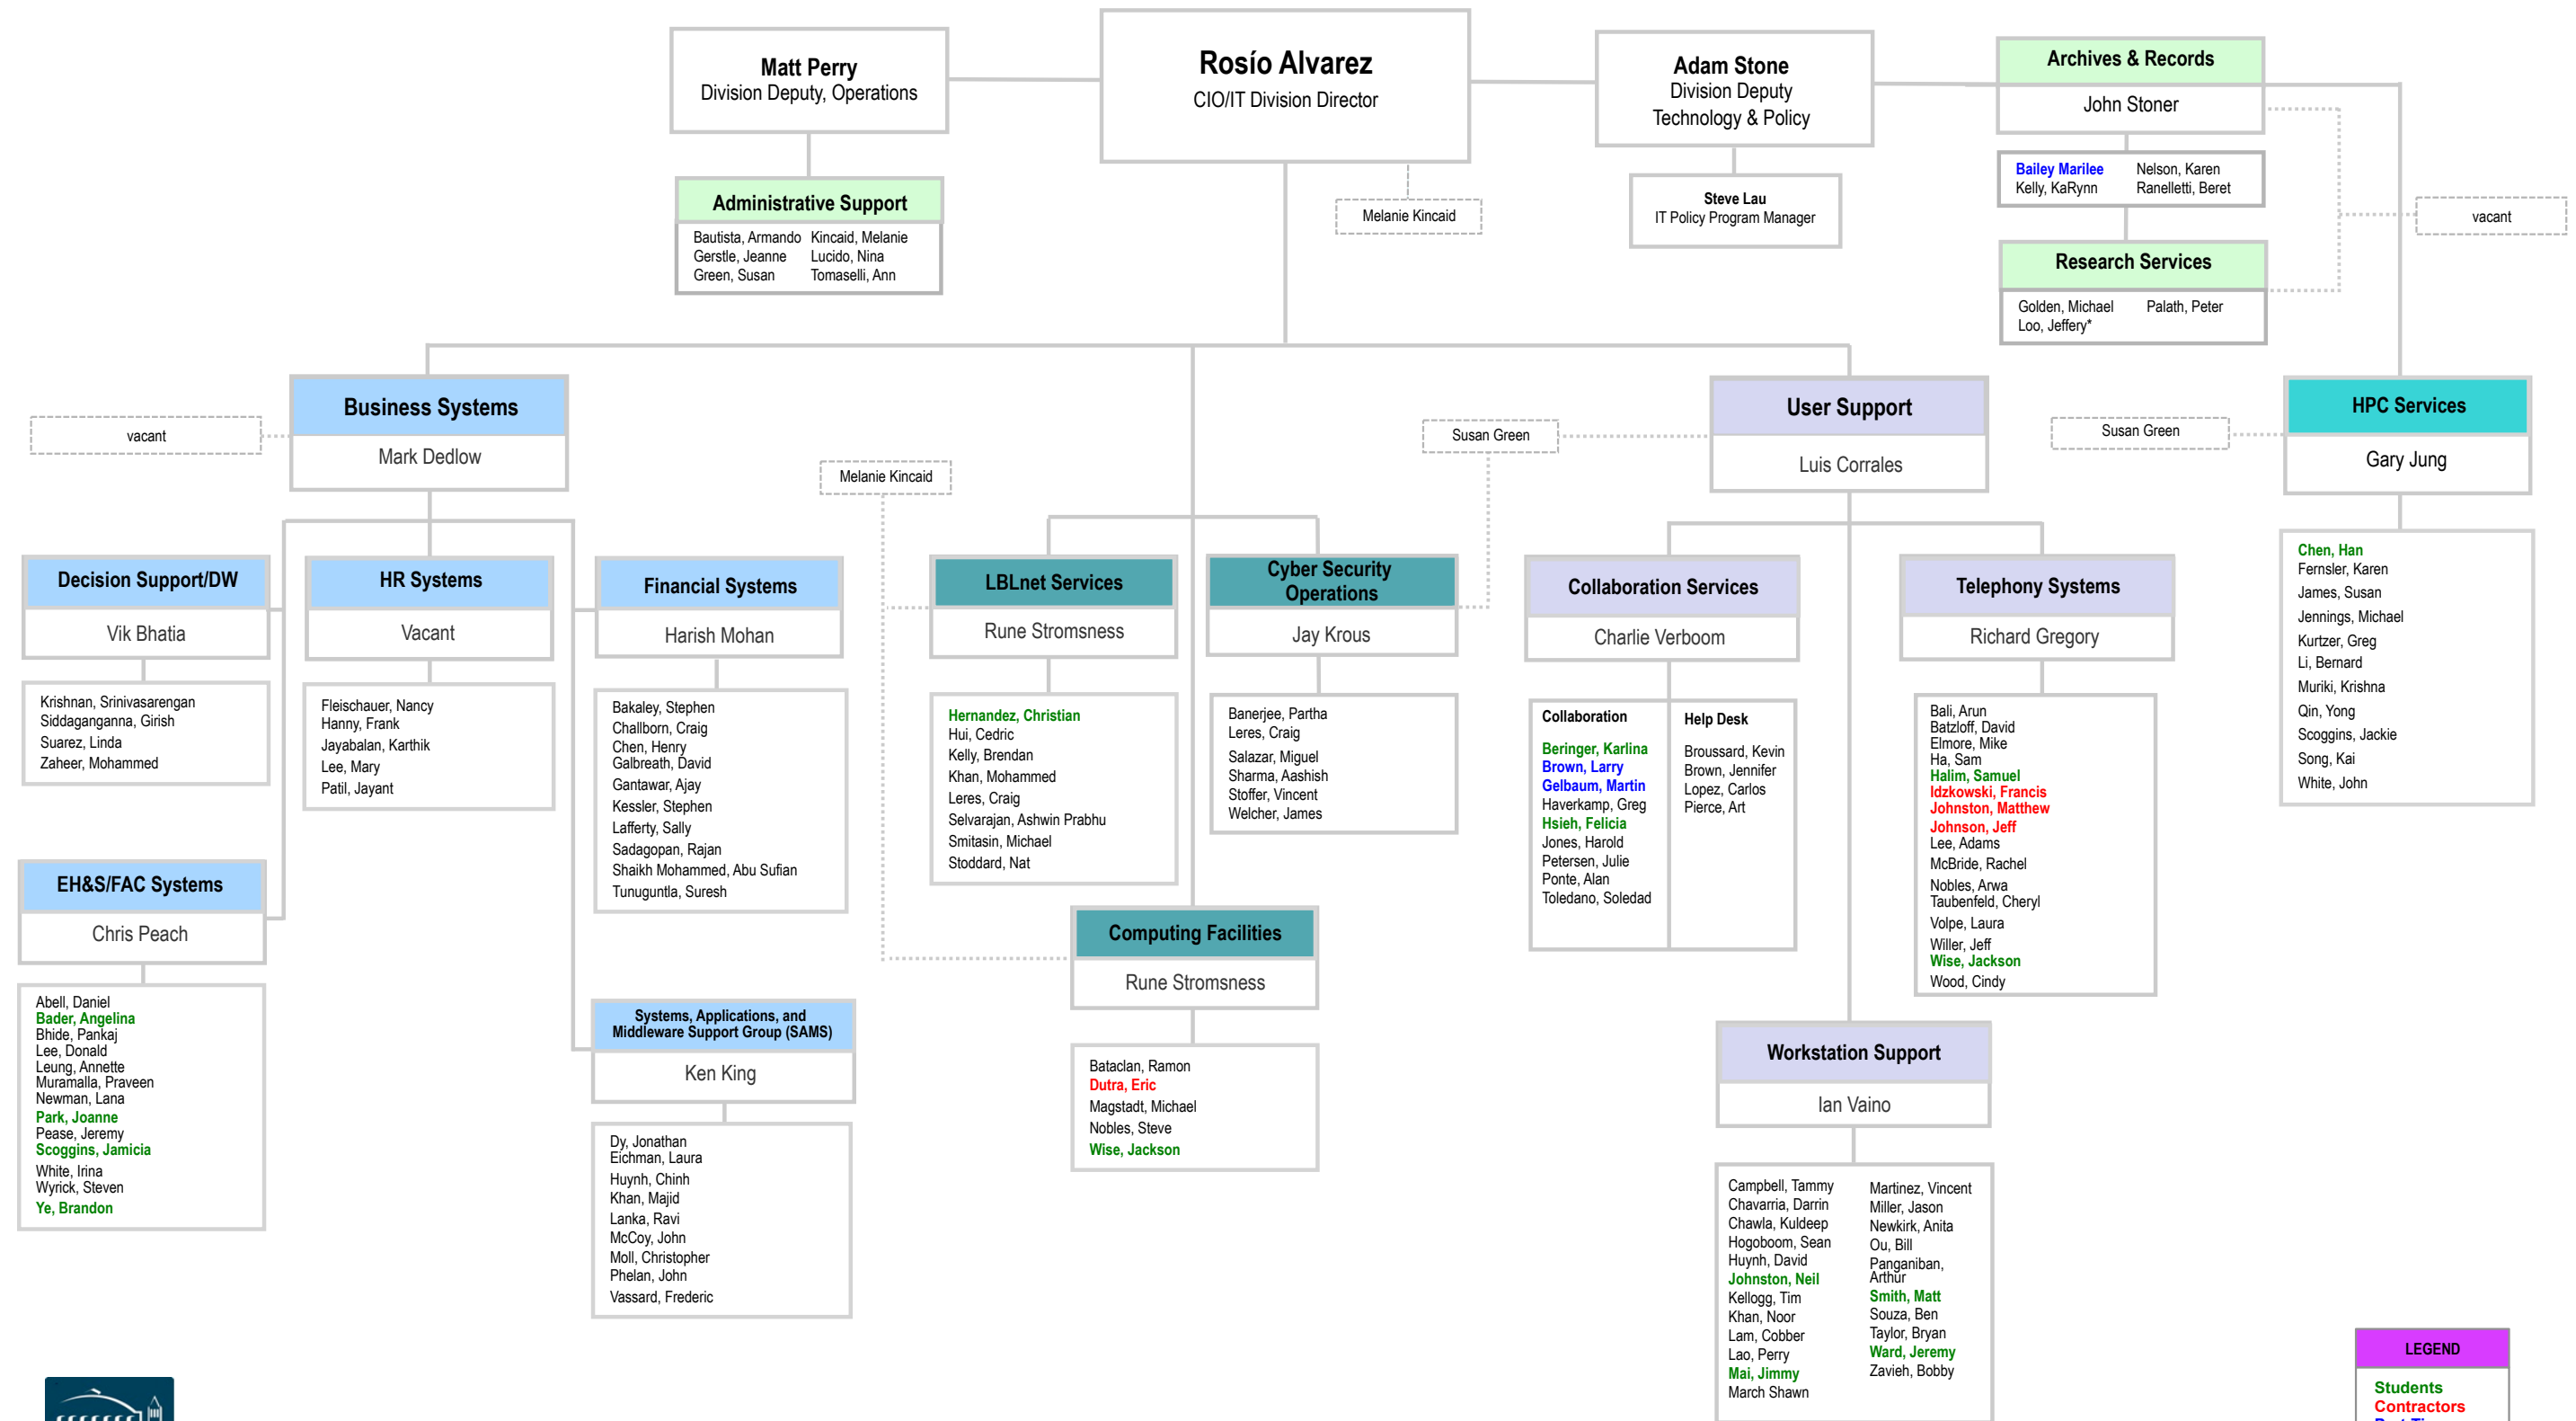 Matt Perry
Division Deputy, Operations
Rosío Alvarez
CIO/IT Division Director
Adam Stone
Division Deputy
Technology & Policy
Archives & Records
John Stoner
Bailey Marilee
Kelly, KaRynn
Nelson, Karen
Ranelletti, Beret
vacant
Administrative Support
Bautista, Armando
Gerstle, Jeanne
Green, Susan
Kincaid, Melanie
Lucido, Nina
Tomaselli, Ann
Melanie Kincaid
Steve Lau
IT Policy Program Manager
Research Services
Golden, Michael
Loo, Jeffery*
Palath, Peter
Business Systems
Mark Dedlow
vacant
User Support
Luis Corrales
Susan Green
HPC Services
Gary Jung
Susan Green
Melanie Kincaid
Decision Support/DW
Vik Bhatia
Krishnan, Srinivasarengan
Siddaganganna, Girish
Suarez, Linda
Zaheer, Mohammed
HR Systems
Vacant
Fleischauer, Nancy
Hanny, Frank
Jayabalan, Karthik
Lee, Mary
Patil, Jayant
Financial Systems
Harish Mohan
Bakaley, Stephen
Challborn, Craig
Chen, Henry
Galbreath, David
Gantawar, Ajay
Kessler, Stephen
Lafferty, Sally
Sadagopan, Rajan
Shaikh Mohammed, Abu Sufian
Tunuguntla, Suresh
LBLnet Services
Rune Stromsness
Hernandez, Christian
Hui, Cedric
Kelly, Brendan
Khan, Mohammed
Leres, Craig
Selvarajan, Ashwin Prabhu
Smitasin, Michael
Stoddard, Nat
Cyber Security
Operations
Jay Krous
Banerjee, Partha
Leres, Craig
Salazar, Miguel
Sharma, Aashish
Stoffer, Vincent
Welcher, James
Collaboration Services
Charlie Verboom
Collaboration
Beringer, Karlina
Brown, Larry
Gelbaum, Martin
Haverkamp, Greg
Hsieh, Felicia
Jones, Harold
Petersen, Julie
Ponte, Alan
Toledano, Soledad
Help Desk
Broussard, Kevin
Brown, Jennifer
Lopez, Carlos
Pierce, Art
Telephony Systems
Richard Gregory
Bali, Arun
Batzloff, David
Elmore, Mike
Ha, Sam
Halim, Samuel
Idzkowski, Francis
Johnston, Matthew
Johnson, Jeff
Lee, Adams
McBride, Rachel
Nobles, Arwa
Taubenfeld, Cheryl
Volpe, Laura
Willer, Jeff
Wise, Jackson
Wood, Cindy
Chen, Han
Fernsler, Karen
James, Susan
Jennings, Michael
Kurtzer, Greg
Li, Bernard
Muriki, Krishna
Qin, Yong
Scoggins, Jackie
Song, Kai
White, John
EH&S/FAC Systems
Chris Peach
Abell, Daniel
Bader, Angelina
Bhide, Pankaj
Lee, Donald
Leung, Annette
Muramalla, Praveen
Newman, Lana
Park, Joanne
Pease, Jeremy
Scoggins, Jamicia
White, Irina
Wyrick, Steven
Ye, Brandon
Systems, Applications, and
Middleware Support Group (SAMS)
Ken King
Dy, Jonathan
Eichman, Laura
Huynh, Chinh
Khan, Majid
Lanka, Ravi
McCoy, John
Moll, Christopher
Phelan, John
Vassard, Frederic
Computing Facilities
Rune Stromsness
Bataclan, Ramon
Dutra, Eric
Magstadt, Michael
Nobles, Steve
Wise, Jackson
Workstation Support
Ian Vaino
Campbell, Tammy
Chavarria, Darrin
Chawla, Kuldeep
Hogoboom, Sean
Huynh, David
Johnston, Neil
Kellogg, Tim
Khan, Noor
Lam, Cobber
Lao, Perry
Mai, Jimmy
March Shawn
Martinez, Vincent
Miller, Jason
Newkirk, Anita
Ou, Bill
Panganiban,
Arthur
Smith, Matt
Souza, Ben
Taylor, Bryan
Ward, Jeremy
Zavieh, Bobby
LEGEND
Students
Contractors